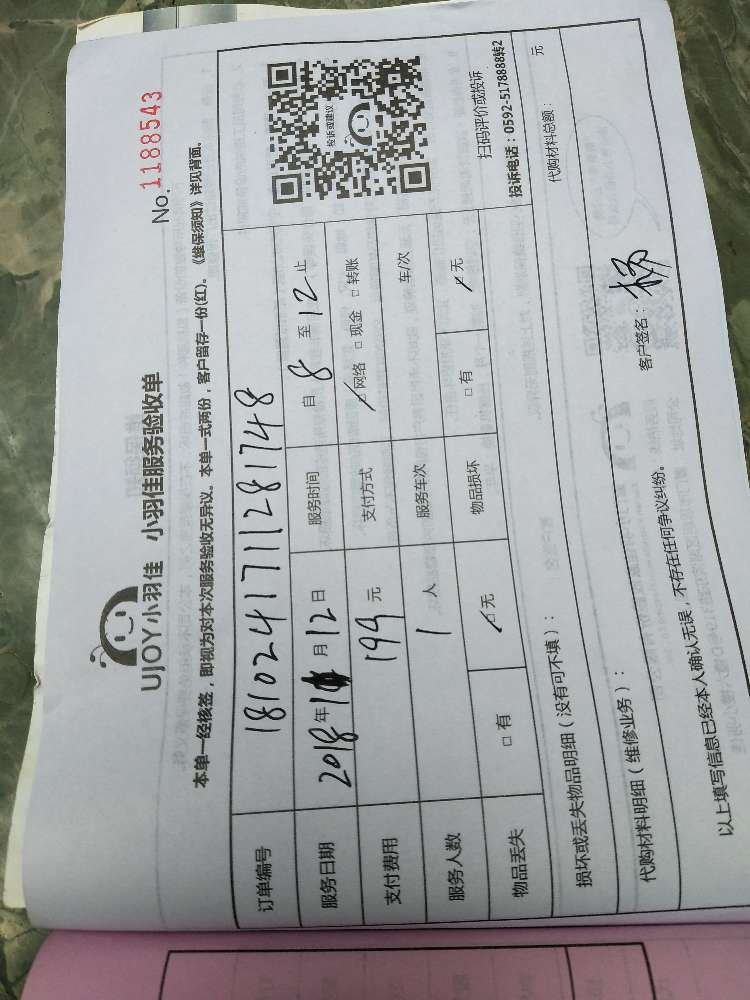 UJOY小羽佳 小羽佳服务验收单
No. 1188543
本单一经核签，即视为对本次服务验收无异议。本单一式两份，客户留存一份(红)。《维保须知》详见背面。
订单编号 181024171128174 8
服务日期 2018年 月12日 服务时间 自 8 至 12 止
支付费用 199 元 支付方式 ☑网络 □现金 □转账
服务人数 1 人 服务车次 车/次
物品丢失 □有 ☑无 物品损坏 □有 ☑无
投诉或建议
扫码评价或投诉
投诉电话：0592-5178888转2
损坏或丢失物品明细（没有可不填）：
代购材料明细（维修业务）： 代购材料总额： 元
以上填写信息已经本人确认无误，不存在任何争议纠纷。 客户签名：杨